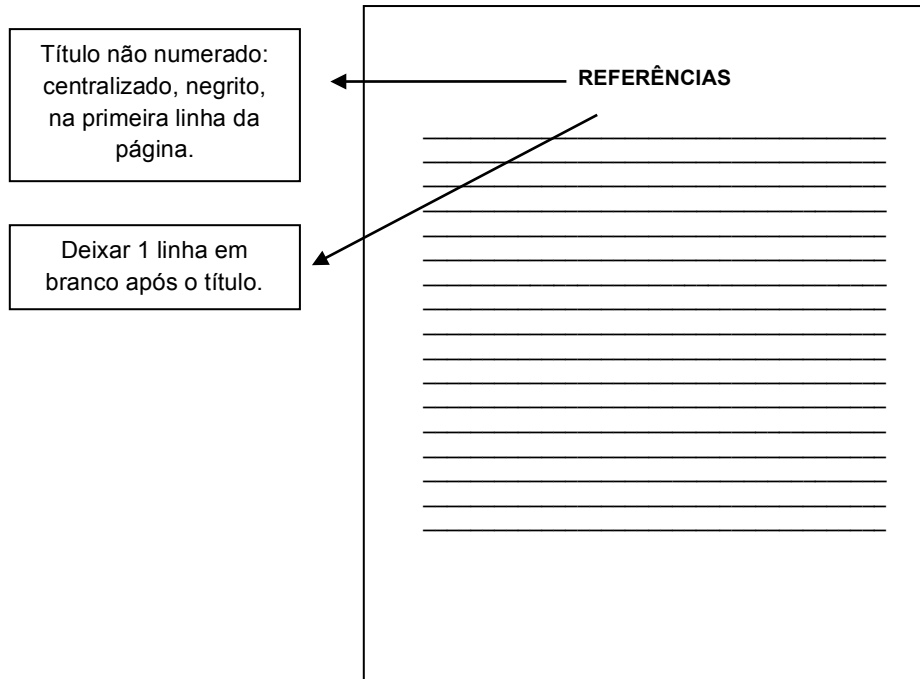 Título não numerado:
centralizado, negrito,
na primeira linha da
página.
REFERÊNCIAS
Deixar 1 linha em
branco após o título.